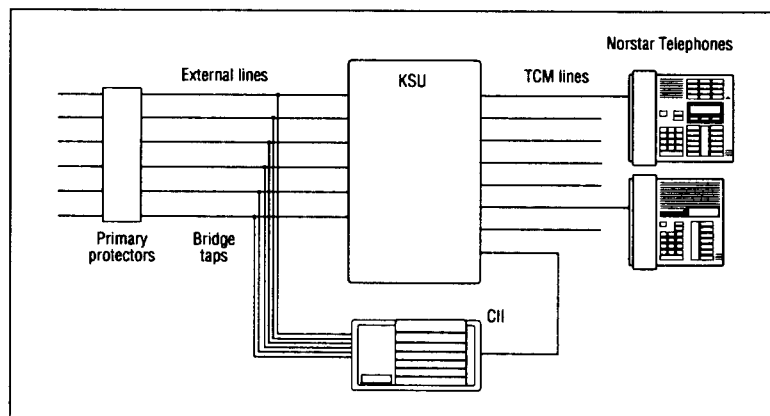 Norstar Telephones
External lines
KSU
TCM lines
Primary
protectors
Bridge
taps
CII